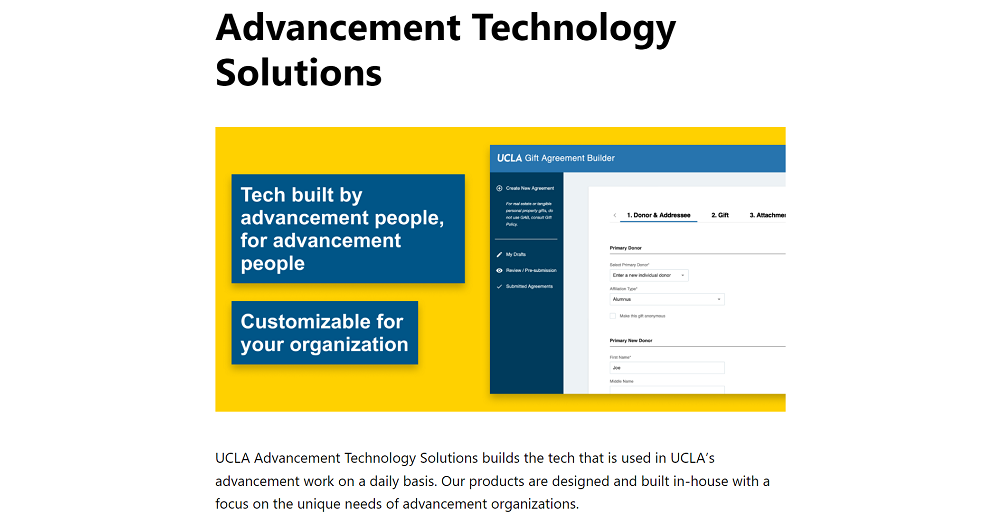 Advancement Technology
Solutions
Tech built by
advancement people,
for advancement
people
Customizable for
your organization
UCLA Gift Agreement Builder
Create New Agreement
For real estate or tangible
personal property gifts, do
not use GAB, consult Gift
Policy.
My Drafts
Review / Pre-submission
Submitted Agreements
1. Donor & Addressee 2. Gift 3. Attachmen
Primary Donor
Select Primary Donor*
Enter a new individual donor
Affiliation Type*
Alumnus
Make this gift anonymous
Primary New Donor
First Name*
Joe
Middle Name
UCLA Advancement Technology Solutions builds the tech that is used in UCLA’s
advancement work on a daily basis. Our products are designed and built in-house with a
focus on the unique needs of advancement organizations.